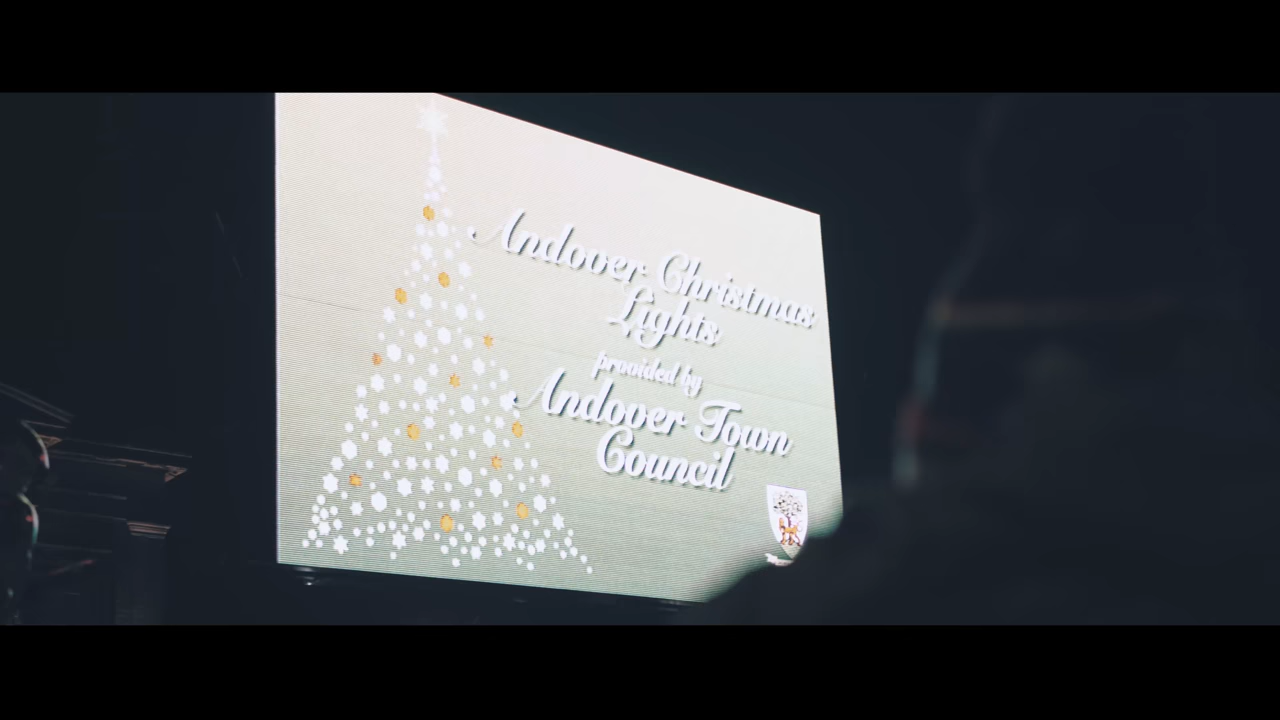 Andover Christmas
Lights
provided by
Andover Town
Council